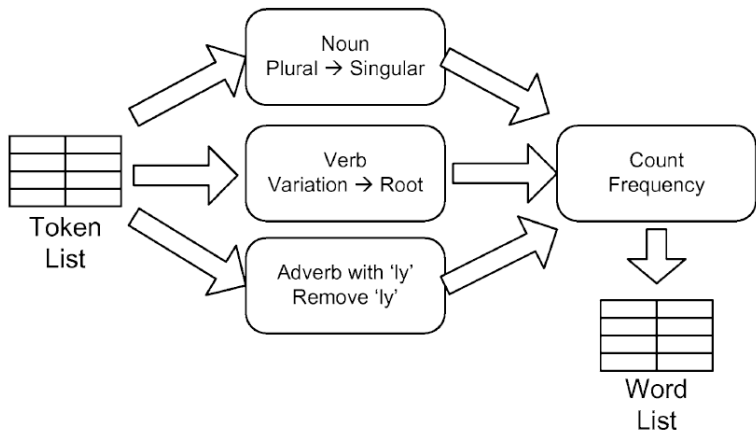 Noun
Plural → Singular
Token
List
Verb
Variation → Root
Adverb with ‘ly’
Remove ‘ly’
Count
Frequency
Word
List